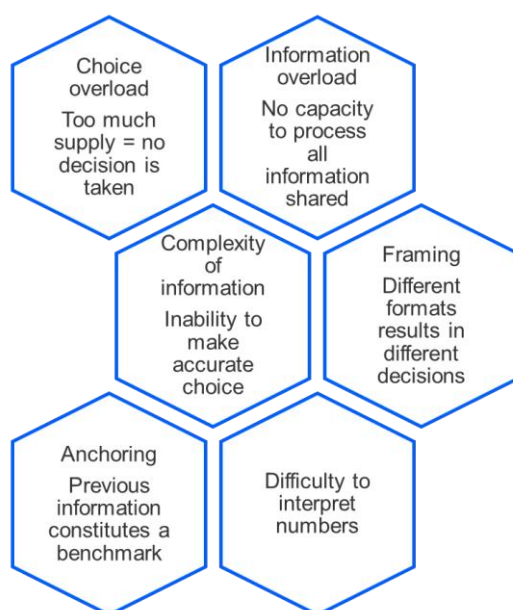 Choice
overload
Too much
supply = no
decision is
taken
Information
overload
No capacity
to process
all
information
shared
Complexity
of
information
Inability to
make
accurate
choice
Framing
Different
formats
results in
different
decisions
Anchoring
Previous
information
constitutes a
benchmark
Difficulty to
interpret
numbers